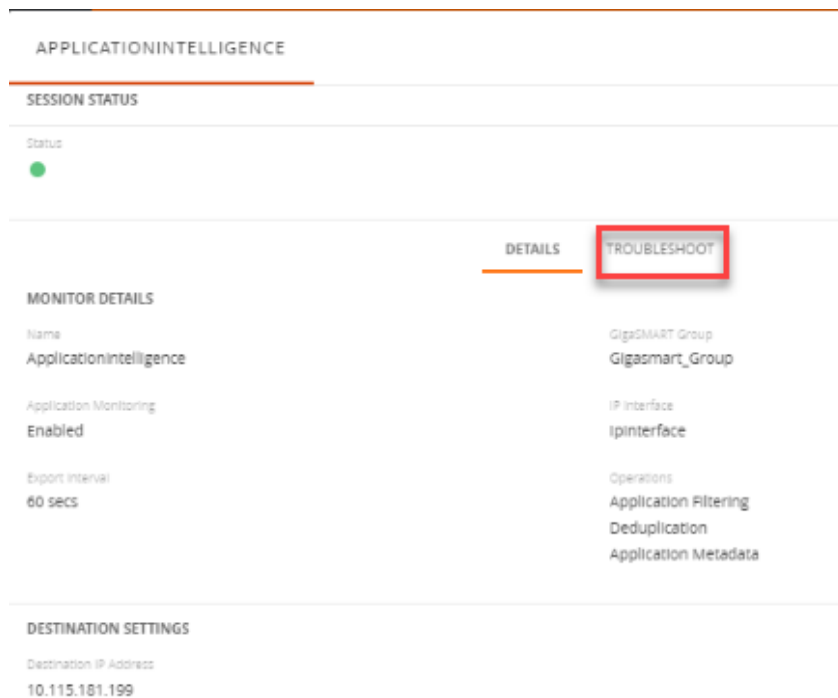 APPLICATIONINTELLIGENCE
SESSION STATUS
Status
DETAILS
TROUBLESHOOT
MONITOR DETAILS
Name
GigaSMART Group
ApplicationIntelligence
Gigasmart_Group
Application Monitoring
IP Interface
Enabled
Ipinterface
Export Interval
Operations
60 secs
Application Filtering
Deduplication
Application Metadata
DESTINATION SETTINGS
Destination IP Address
10.115.181.199